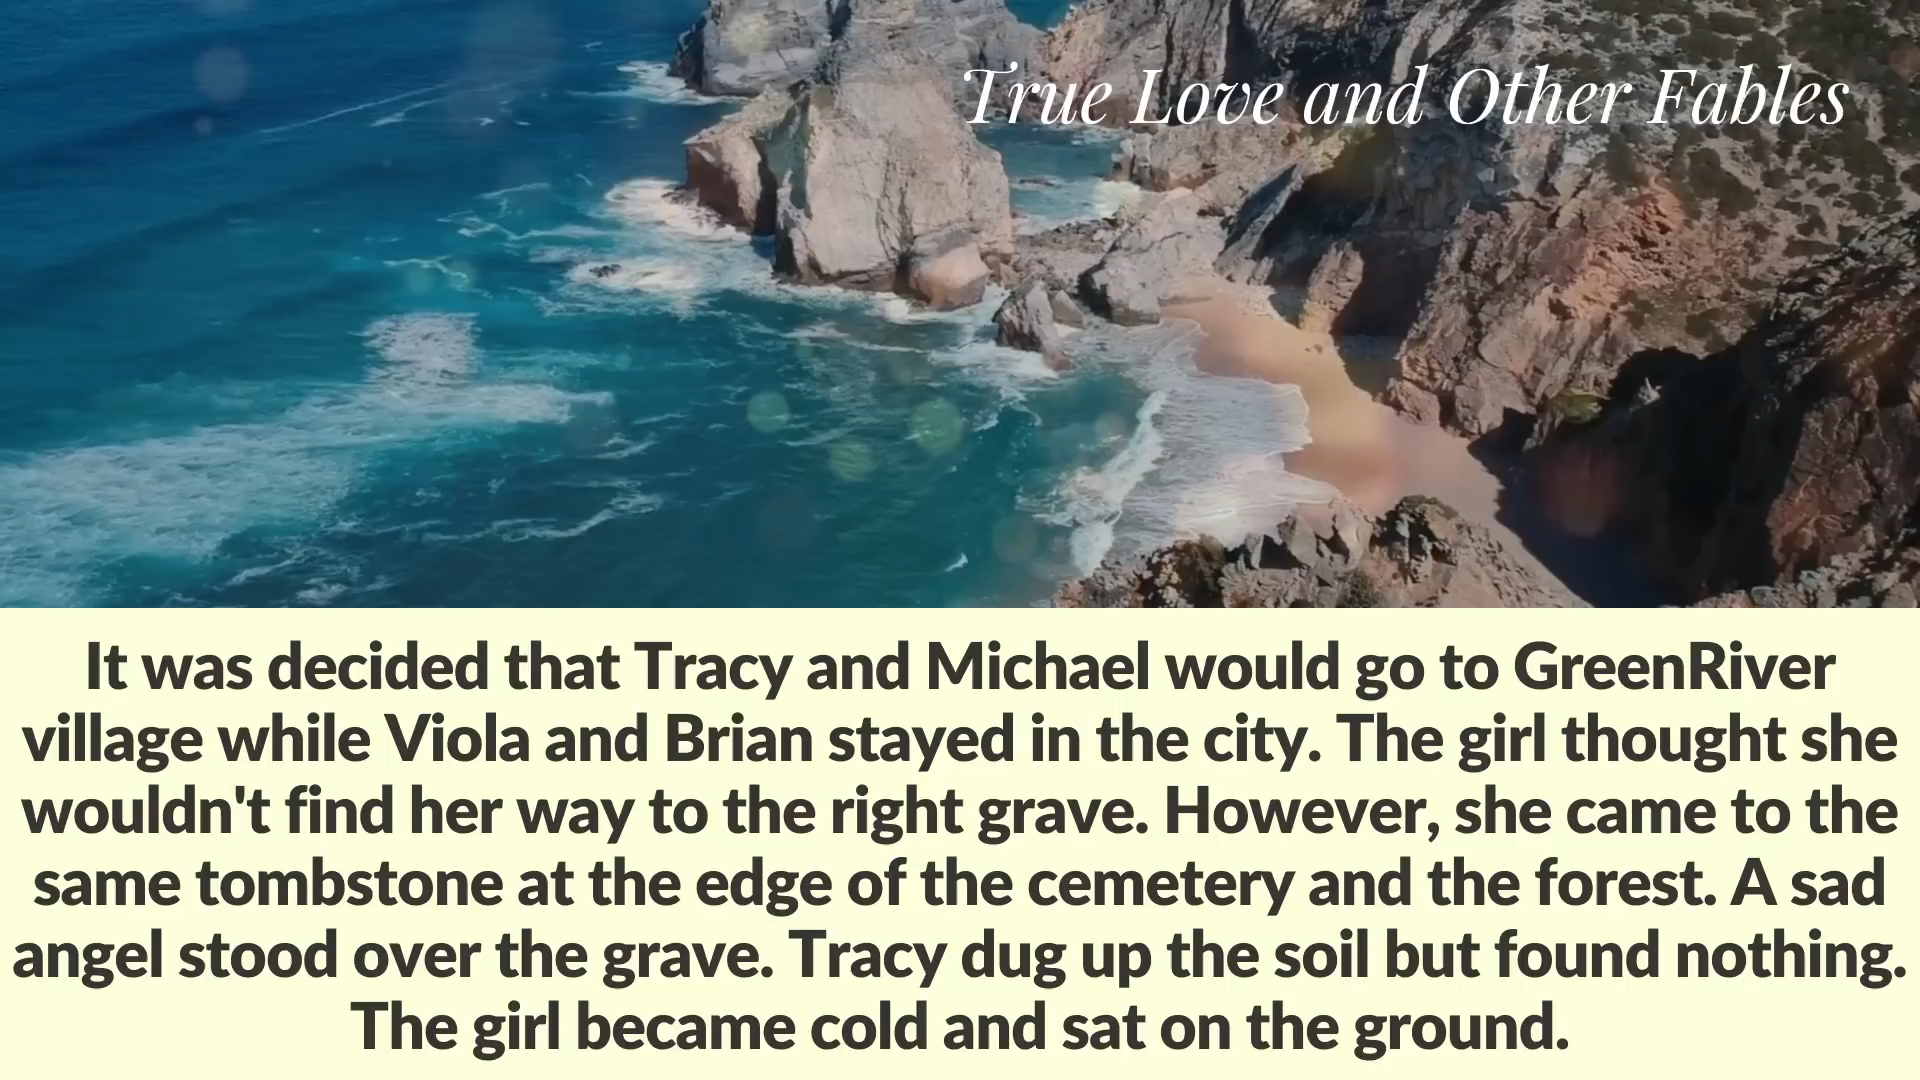 True Love and Other Fables
It was decided that Tracy and Michael would go to GreenRiver
village while Viola and Brian stayed in the city. The girl thought she
wouldn't find her way to the right grave. However, she came to the
same tombstone at the edge of the cemetery and the forest. A sad
angel stood over the grave. Tracy dug up the soil but found nothing.
The girl became cold and sat on the ground.